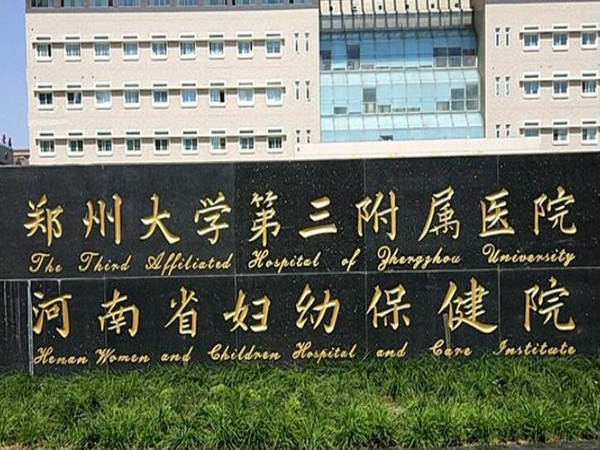 郑州大学第三附属医院
The Third Affiliated Hospital of Zhengzhou University
河南省妇幼保健院
Henan Women and Children Hospital and Care Institute